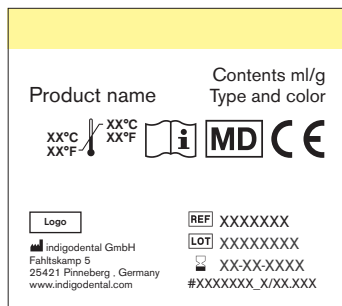 Contents ml/g
Product name
Type and color
XX°C
XX°F
XX°C
XX°F
i
MD
CE
Logo
indigodental GmbH
Fahltskamp 5
25421 Pinneberg . Germany
www.indigodental.com
REF XXXXXXX
LOT XXXXXXXX
XX-XX-XXXX
#XXXXXXX_X/XX.XXX